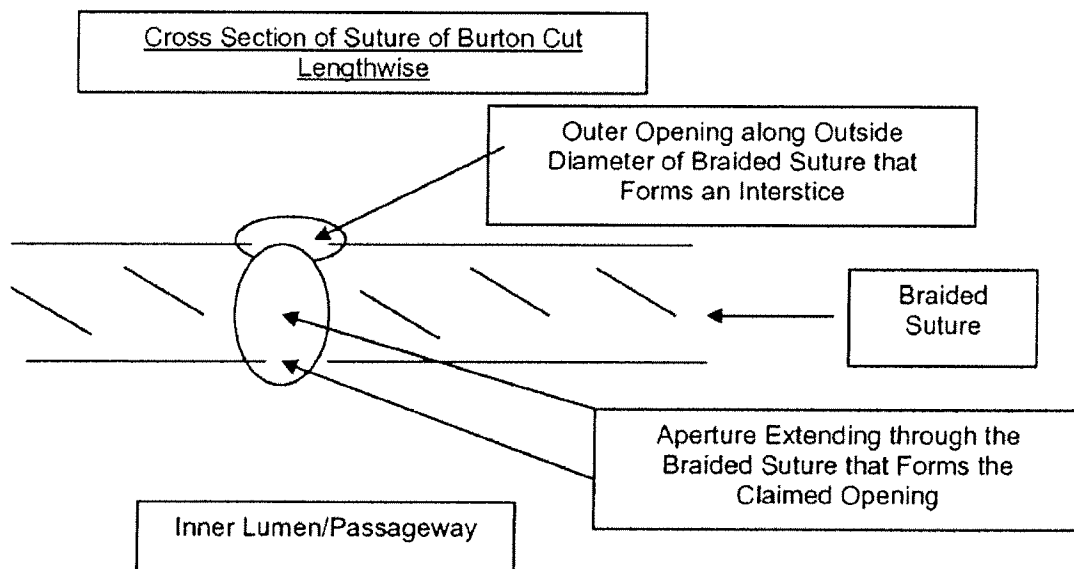 Cross Section of Suture of Burton Cut
Lengthwise
Outer Opening along Outside
Diameter of Braided Suture that
Forms an Interstice
Braided
Suture
Aperture Extending through the
Braided Suture that Forms the
Claimed Opening
Inner Lumen/Passageway